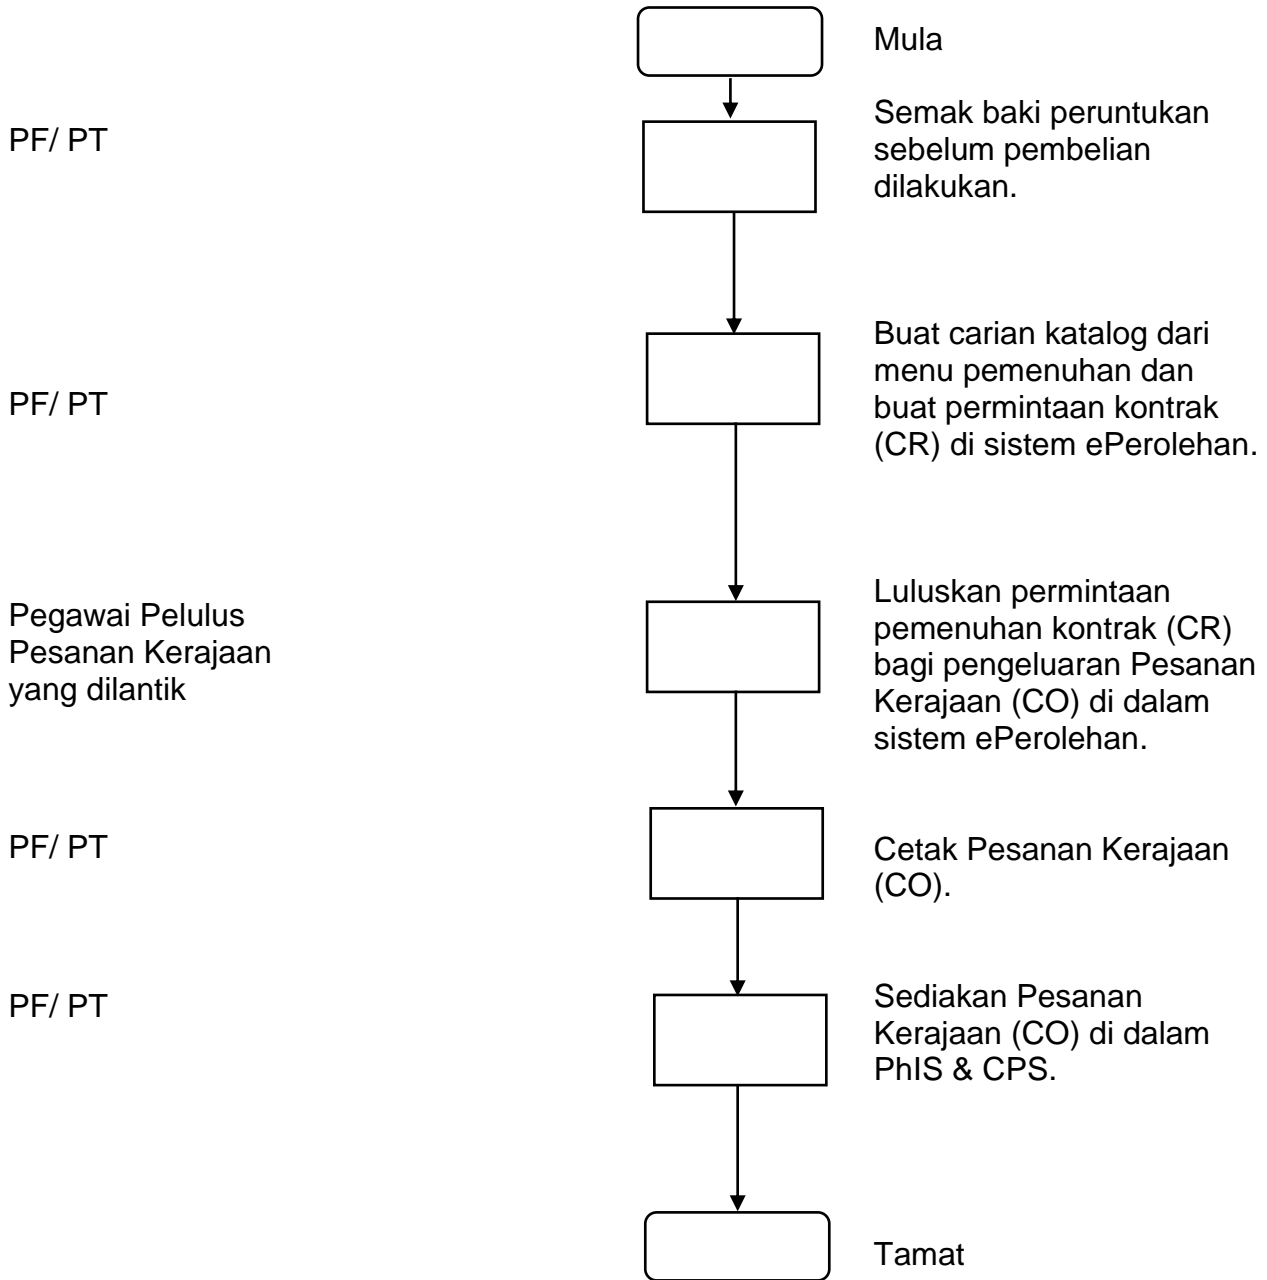 Mula
PF/ PT
Semak baki peruntukan
sebelum pembelian
dilakukan.
PF/ PT
Buat carian katalog dari
menu pemenuhan dan
buat permintaan kontrak
(CR) di sistem ePerolehan.
Pegawai Pelulus
Pesanan Kerajaan
yang dilantik
Luluskan permintaan
pemenuhan kontrak (CR)
bagi pengeluaran Pesanan
Kerajaan (CO) di dalam
sistem ePerolehan.
PF/ PT
Cetak Pesanan Kerajaan
(CO).
PF/ PT
Sediakan Pesanan
Kerajaan (CO) di dalam
PhIS & CPS.
Tamat